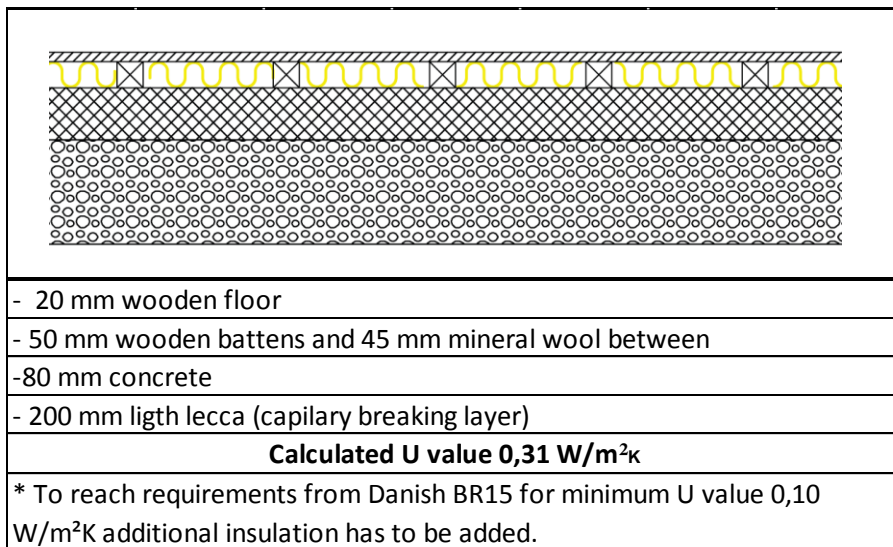 - 20 mm wooden floor
- 50 mm wooden battens and 45 mm mineral wool between
-80 mm concrete
- 200 mm ligth lecca (capilary breaking layer)
Calculated U value 0,31 W/m²K
* To reach requirements from Danish BR15 for minimum U value 0,10
W/m²K additional insulation has to be added.